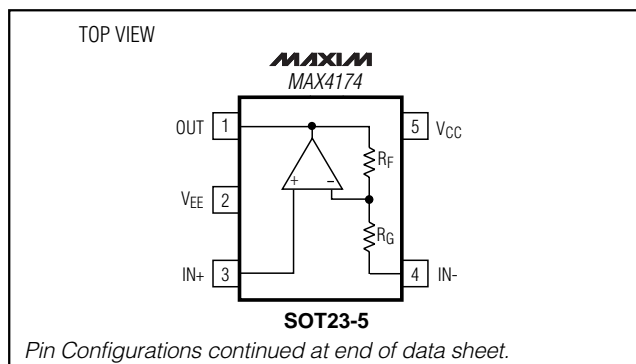 TOP VIEW
MAXIM
MAX4174
OUT 1
5 VCC
RF
+ −
VEE 2
RG
IN+ 3
4 IN-
SOT23-5
Pin Configurations continued at end of data sheet.